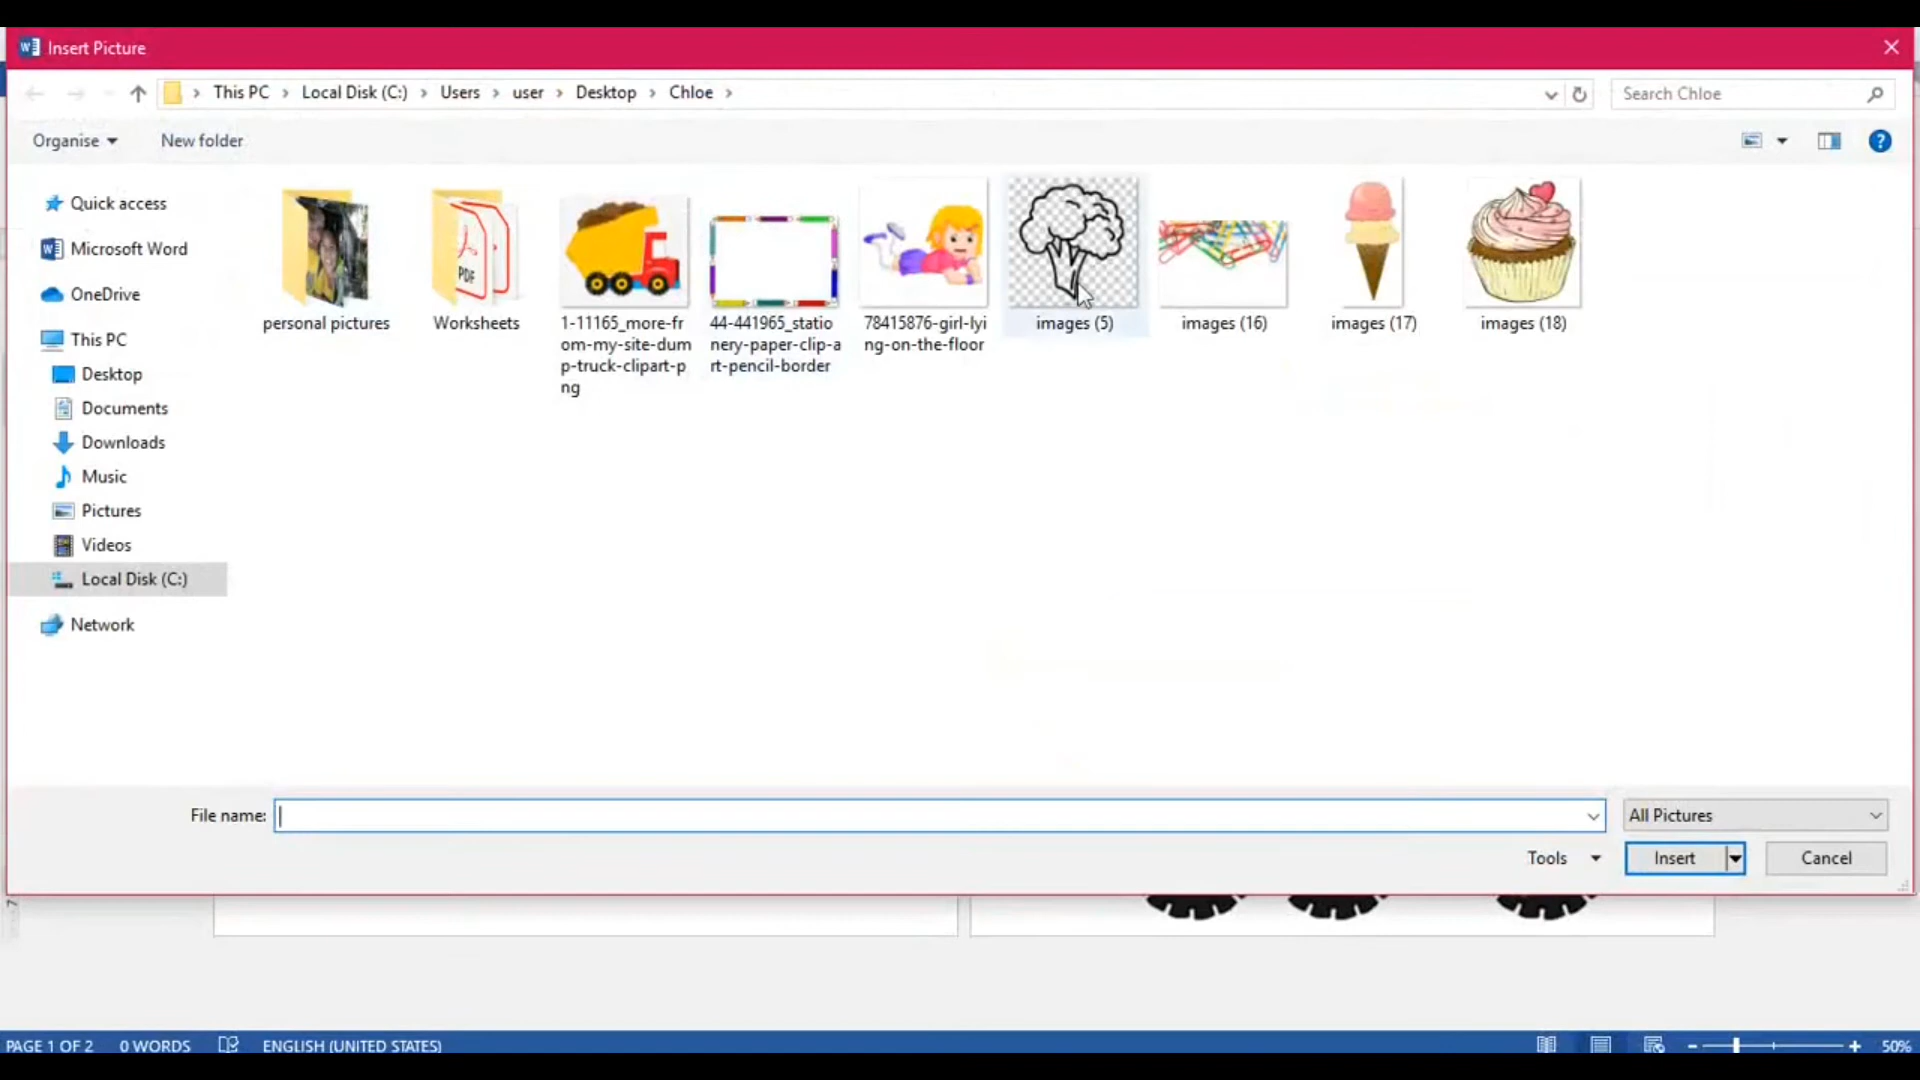 Insert Picture
This PC
Local Disk (C:)
Users
user
Desktop
Chloe
Search Chloe
Organise
New folder
Quick access
Microsoft Word
OneDrive
This PC
Desktop
Documents
Downloads
Music
Pictures
Videos
Local Disk (C:)
Network
PDF
personal pictures
Worksheets
1-11165_more-fr
om-my-site-dum
p-truck-clipart-p
ng
44-441965_statio
nery-paper-clip-a
rt-pencil-border
78415876-girl-lyi
ng-on-the-floor
images (5)
images (16)
images (17)
images (18)
File name:
All Pictures
Tools
Insert
Cancel
7
PAGE 1 OF 2
0 WORDS
ENGLISH (UNITED STATES)
50%